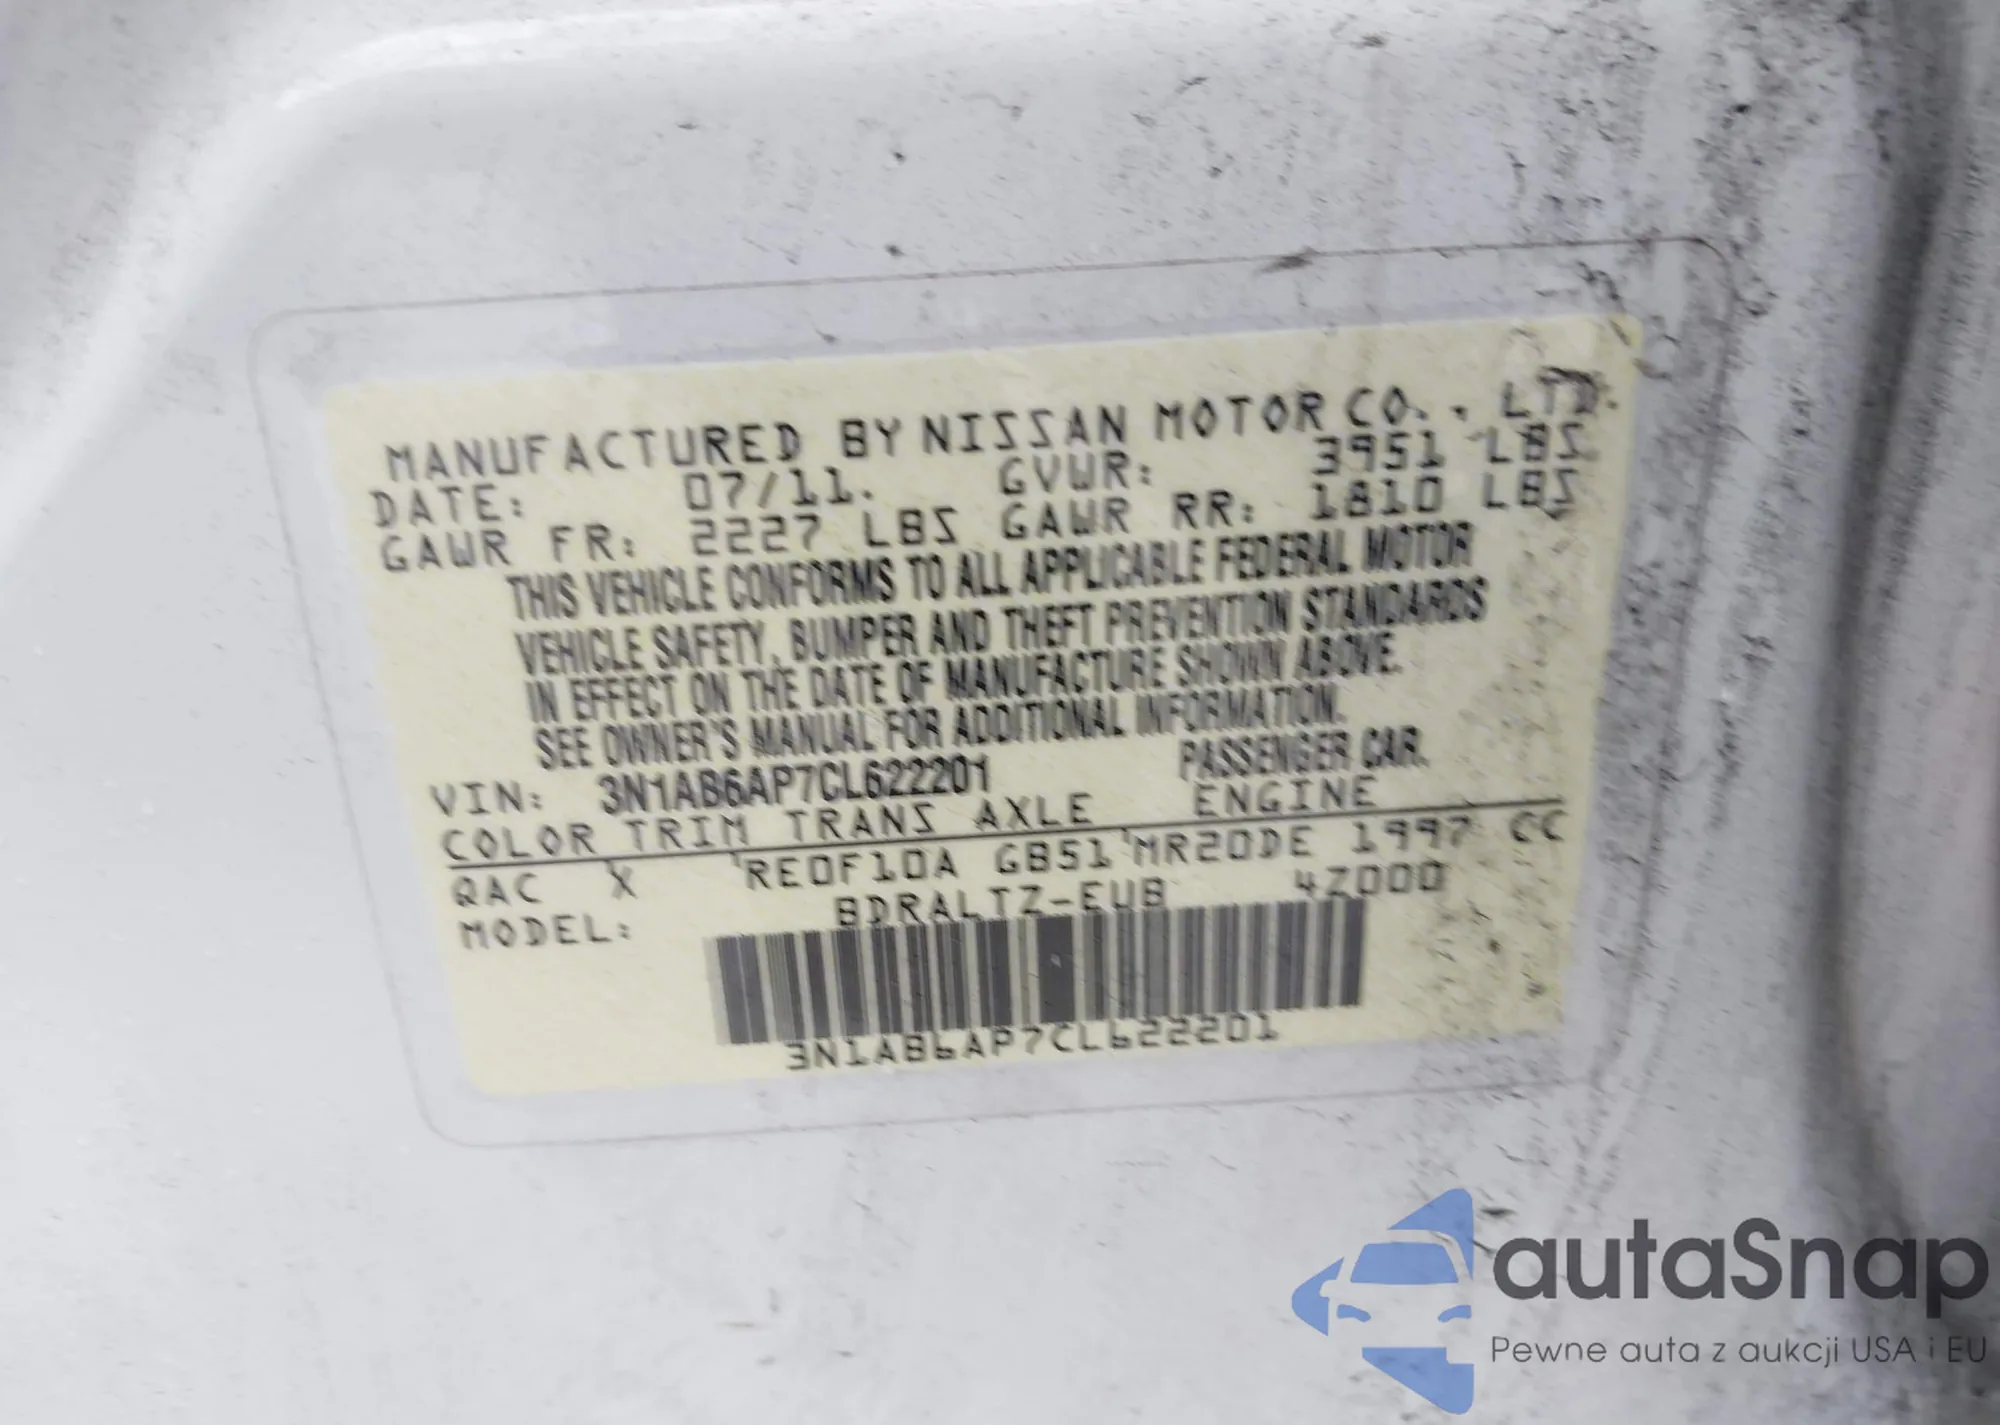 MANUFACTURED BY NISSAN MOTOR CO., LTD.
DATE: 07/11. GVWR: 3951 LBS
GAWR FR: 2227 LBS GAWR RR: 1810 LBS
THIS VEHICLE CONFORMS TO ALL APPLICABLE FEDERAL MOTOR
VEHICLE SAFETY, BUMPER AND THEFT PREVENTION STANDARDS
IN EFFECT ON THE DATE OF MANUFACTURE SHOWN ABOVE.
SEE OWNER'S MANUAL FOR ADDITIONAL INFORMATION.
VIN: 3N1AB6AP7CL622201 PASSENGER CAR.
COLOR TRIM TRANS AXLE ENGINE
QAC X RE0F10A GB51 MR20DE 1997 CC
MODEL: BDRALTZ-EUB 4Z000
3N1AB6AP7CL622201
autaSnap
Pewne auta z aukcji USA i EU